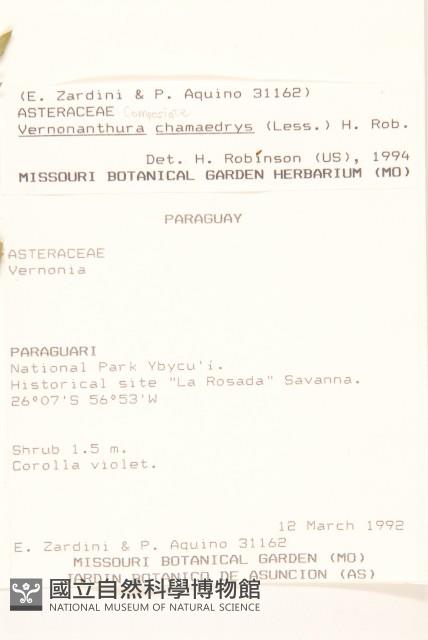 (E. Zardini & P. Aquino 31162)
ASTERACEAE Compositae
Vernonanthura chamaedrys (Less.) H. Rob.
Det. H. Robinson (US), 1994
MISSOURI BOTANICAL GARDEN HERBARIUM (MO)
PARAGUAY
ASTERACEAE
Vernonia
PARAGUARI
National Park Ybycu'í.
Historical site "La Rosada" Savanna.
26°07'S 56°53'W
Shrub 1.5 m.
Corolla violet.
12 March 1992
E. Zardini & P. Aquino 31162
MISSOURI BOTANICAL GARDEN (MO)
JARDIN BOTANICO DE ASUNCION (AS)
國立自然科學博物館
NATIONAL MUSEUM OF NATURAL SCIENCE